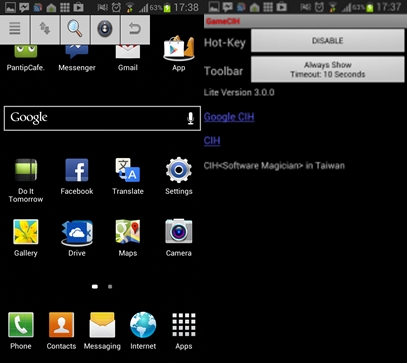 63% 17:38
PantipCafe.
Messenger
Gmail
App
Google
Do It
Tomorrow
Facebook
Translate
Settings
Gallery
Drive
Maps
Camera
Phone
Contacts
Messaging
Internet
Apps
63% 17:37
GameCIH
Hot-Key
DISABLE
Toolbar
Always Show
Timeout: 10 Seconds
Lite Version 3.0.0
Google CIH
CIH
CIH<Software Magician> in Taiwan